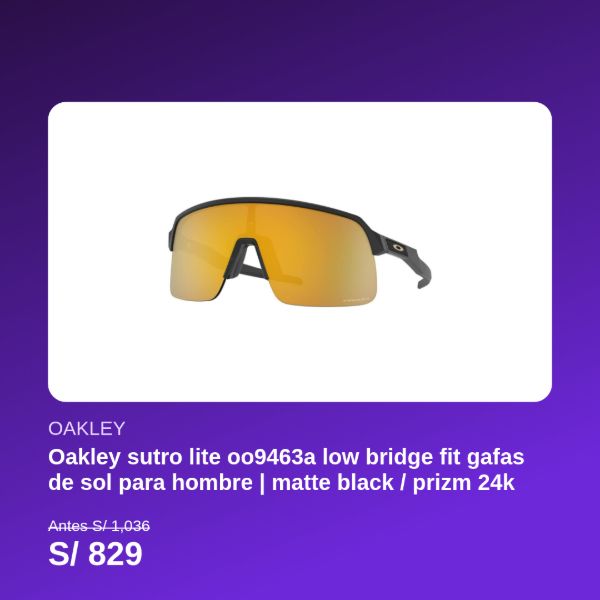 OAKLEY
Oakley sutro lite oo9463a low bridge fit gafas
de sol para hombre | matte black / prizm 24k
Antes S/ 1,036
S/ 829